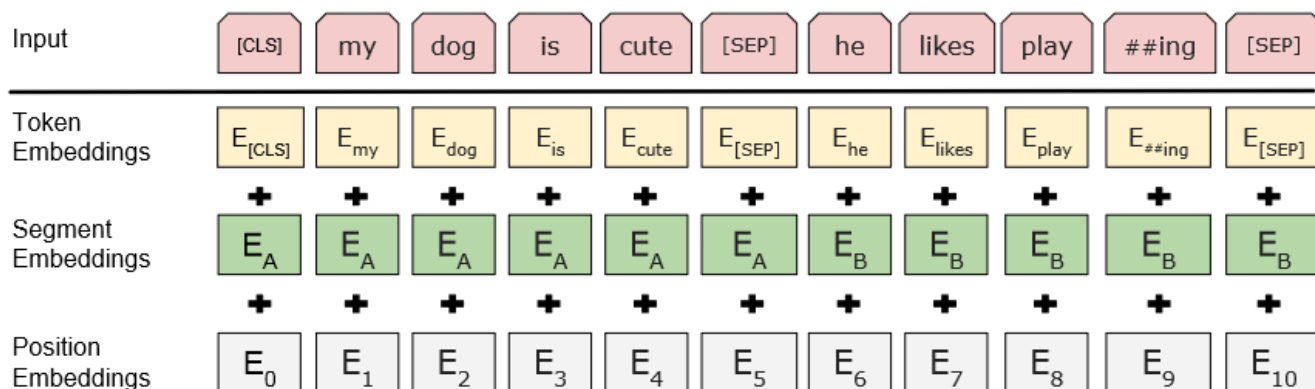 Input [CLS] my dog is cute [SEP] he likes play ##ing [SEP]
Token
Embeddings E[CLS] Emy Edog Eis Ecute E[SEP] Ehe Elikes Eplay E##ing E[SEP]
+ + + + + + + + + + +
Segment
Embeddings EA EA EA EA EA EA EB EB EB EB EB
+ + + + + + + + + + +
Position
Embeddings E0 E1 E2 E3 E4 E5 E6 E7 E8 E9 E10